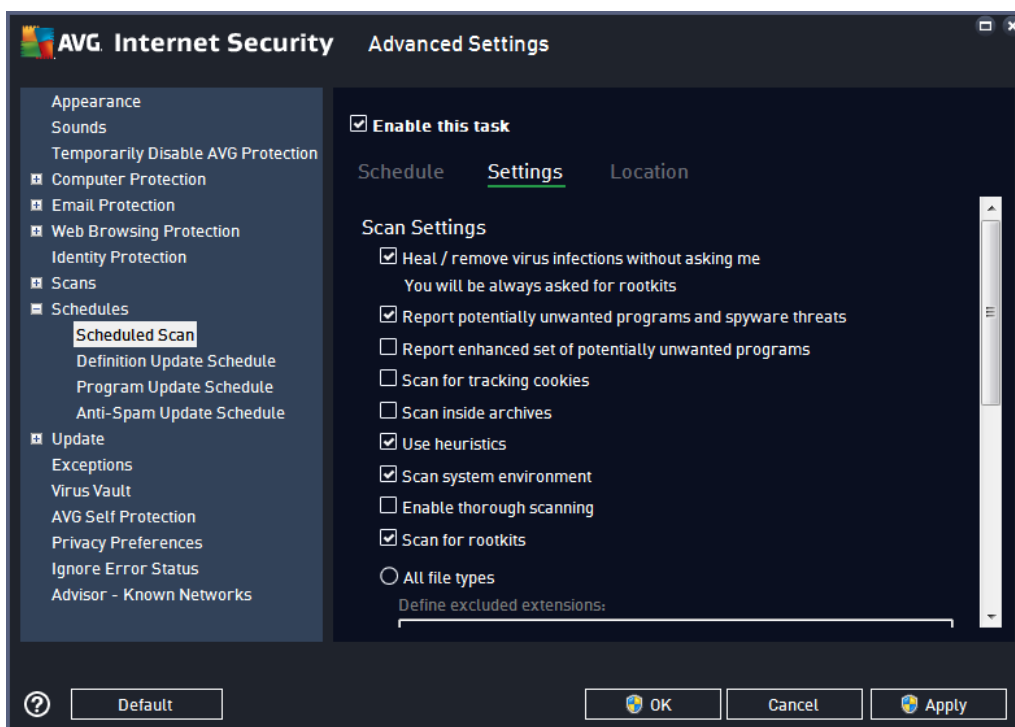 AVG. Internet Security Advanced Settings
Appearance
Sounds
Temporarily Disable AVG Protection
Computer Protection
Email Protection
Web Browsing Protection
Identity Protection
Scans
Schedules
Scheduled Scan
Definition Update Schedule
Program Update Schedule
Anti-Spam Update Schedule
Update
Exceptions
Virus Vault
AVG Self Protection
Privacy Preferences
Ignore Error Status
Advisor - Known Networks
Enable this task
Schedule Settings Location
Scan Settings
Heal / remove virus infections without asking me
You will be always asked for rootkits
Report potentially unwanted programs and spyware threats
Report enhanced set of potentially unwanted programs
Scan for tracking cookies
Scan inside archives
Use heuristics
Scan system environment
Enable thorough scanning
Scan for rootkits
All file types
Define excluded extensions:
? Default OK Cancel Apply